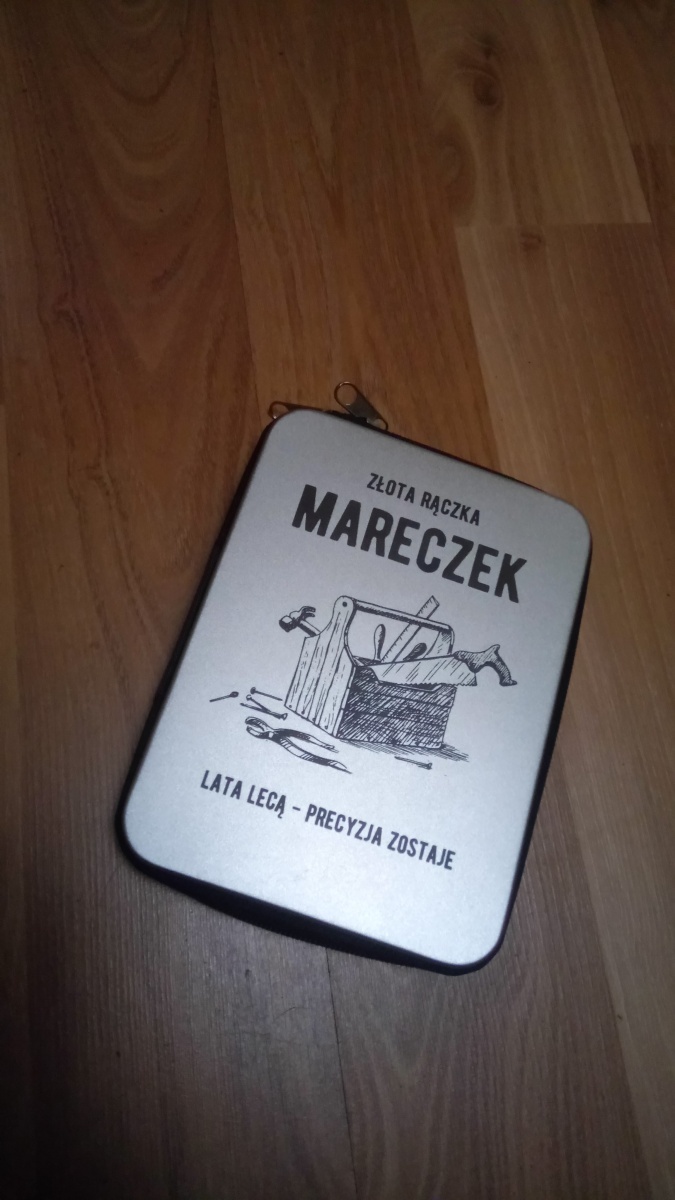 ZŁOTA RĄCZKA
MARECZEK
LATA LECĄ - PRECYZJA ZOSTAJE